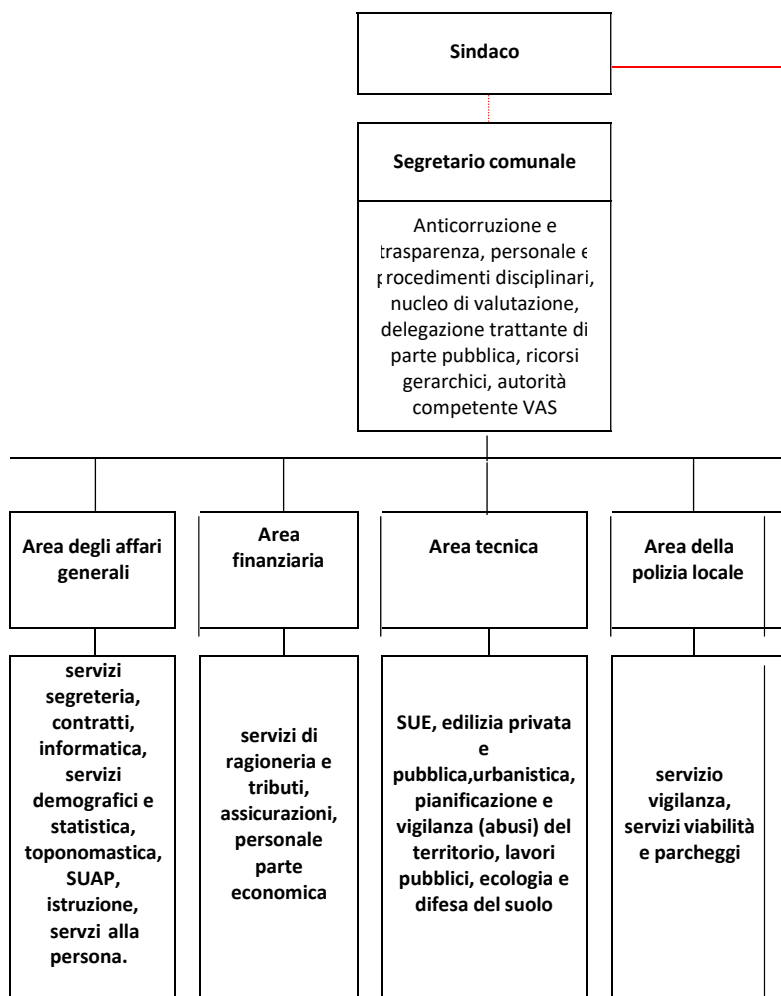 Sindaco
Segretario comunale
Anticorruzione e
trasparenza, personale e
procedimenti disciplinari,
nucleo di valutazione,
delegazione trattante di
parte pubblica, ricorsi
gerarchici, autorità
competente VAS
Area degli affari
generali
Area
finanziaria
Area tecnica
Area della
polizia locale
servizi
segreteria,
contratti,
informatica,
servizi
demografici e
statistica,
toponomastica,
SUAP,
istruzione,
servzi alla
persona.
servizi di
ragioneria e
tributi,
assicurazioni,
personale
parte
economica
SUE, edilizia privata
e
pubblica,urbanistica,
pianificazione e
vigilanza (abusi) del
territorio, lavori
pubblici, ecologia e
difesa del suolo
servizio
vigilanza,
servizi viabilità
e parcheggi